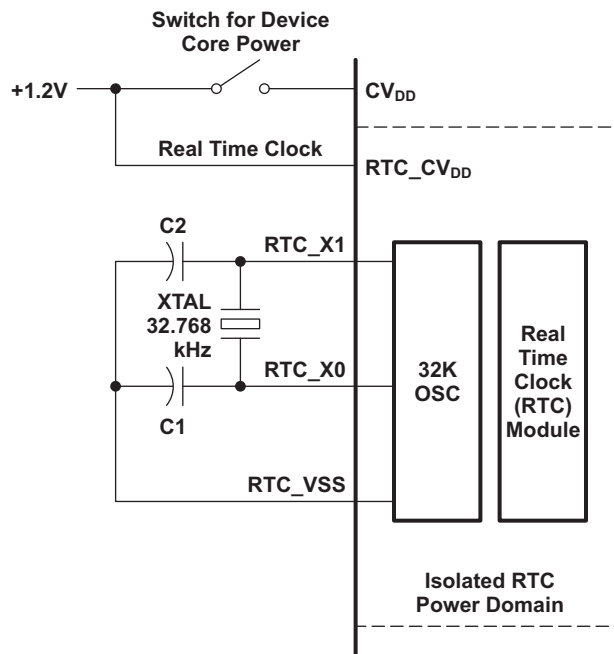 Switch for Device
Core Power
+1.2V
CVDD
Real Time Clock
RTC_CVDD
C2
RTC_X1
XTAL
32.768
kHz
RTC_X0
C1
RTC_VSS
32K
OSC
Real
Time
Clock
(RTC)
Module
Isolated RTC
Power Domain